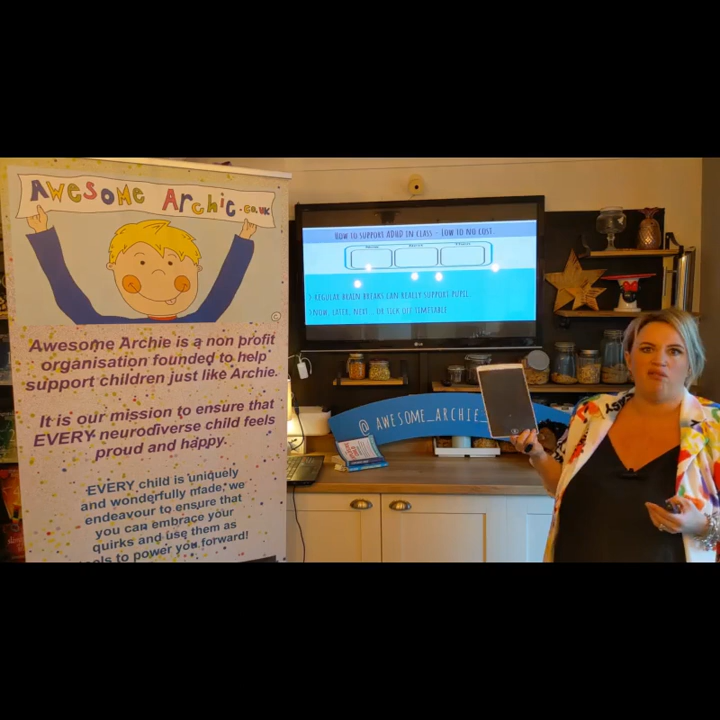 AWESOME ARCHIE.CO.UK
Awesome Archie is a non profit
organisation founded to help
support children just like Archie.
It is our mission to ensure that
EVERY neurodiverse child feels
proud and happy.
EVERY child is uniquely
and wonderfully made, we
endeavour to ensure that
you can embrace your
quirks and use them as
to power you forward!
HOW TO SUPPORT ADHD IN CLASS - LOW TO NO COST.
REGULAR BRAIN BREAKS CAN REALLY SUPPORT PUPIL.
NOW, LATER, NEXT... OR TICK OFF TIMETABLE
@AWESOME_ARCHIE_
LG